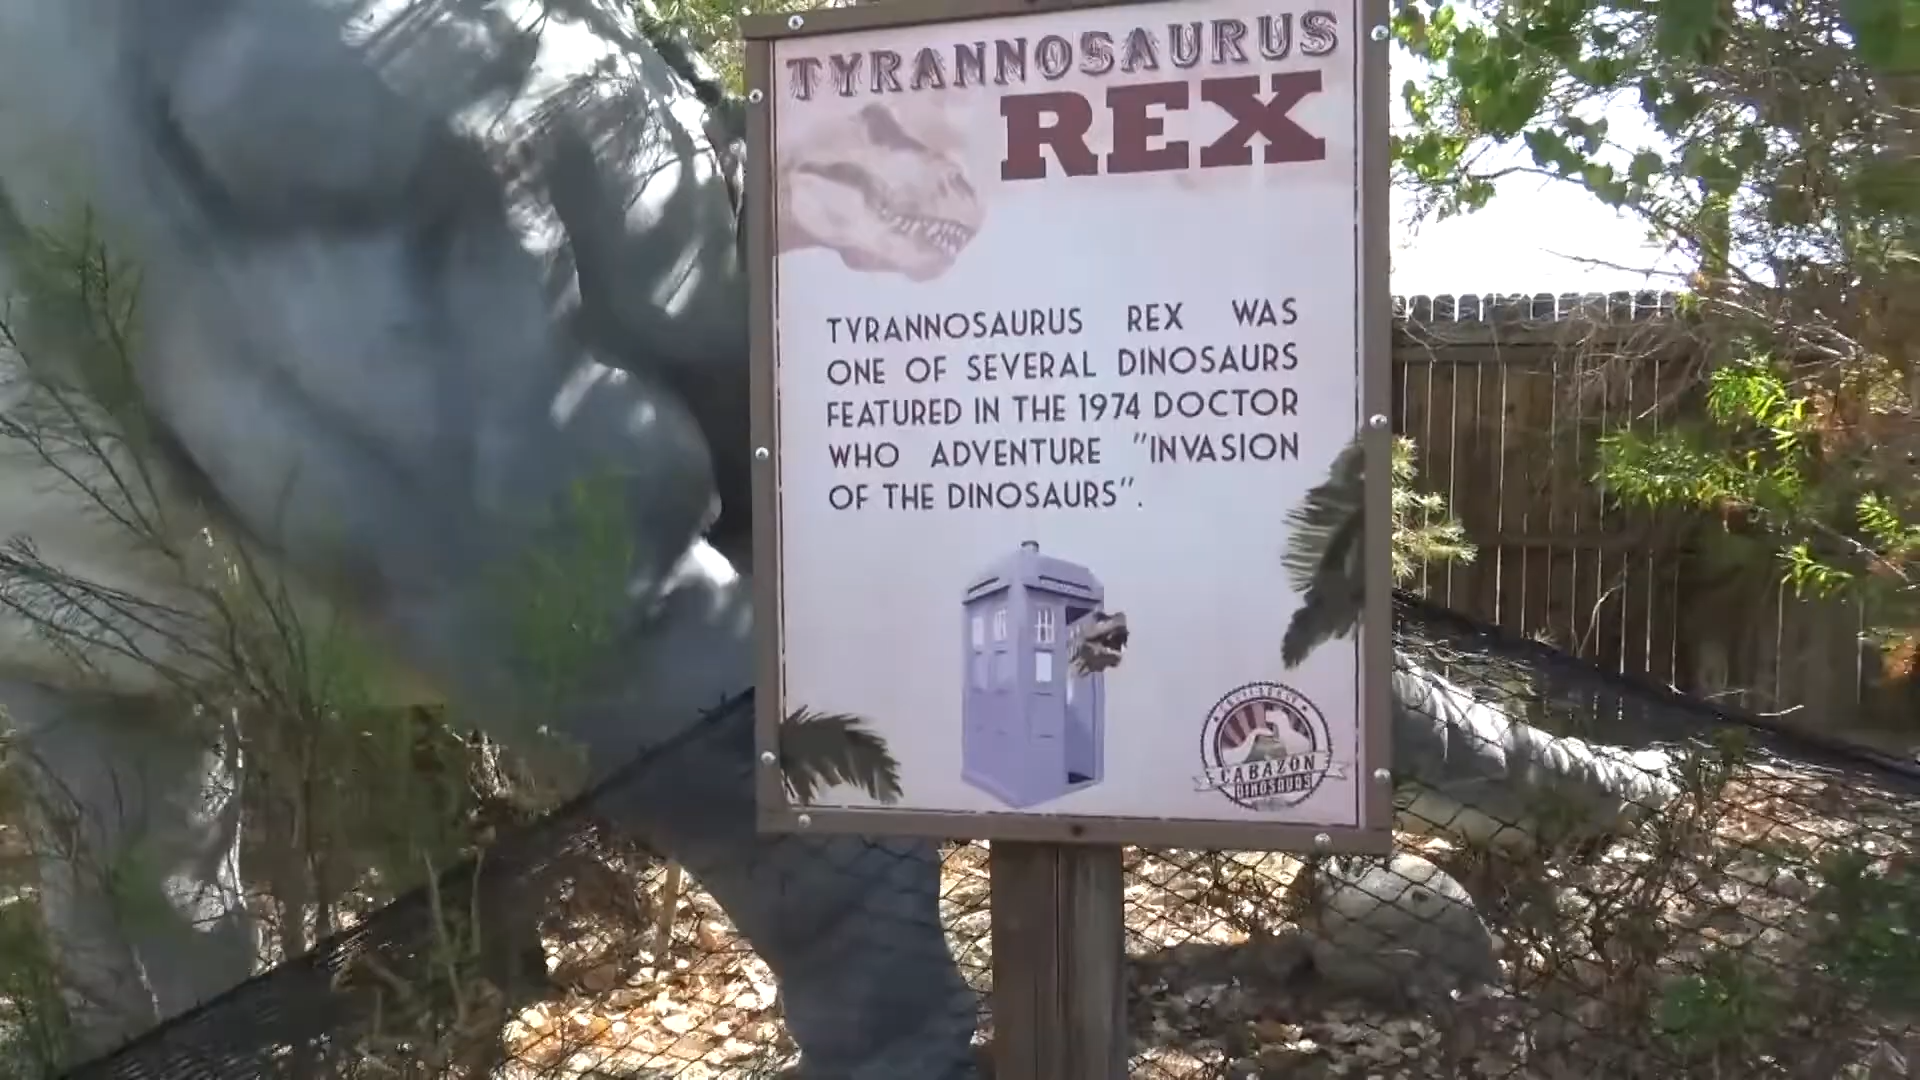 TYRANNOSAURUS
REX
TYRANNOSAURUS REX WAS
ONE OF SEVERAL DINOSAURS
FEATURED IN THE 1974 DOCTOR
WHO ADVENTURE "INVASION
OF THE DINOSAURS".
CABAZON
DINOSAURS